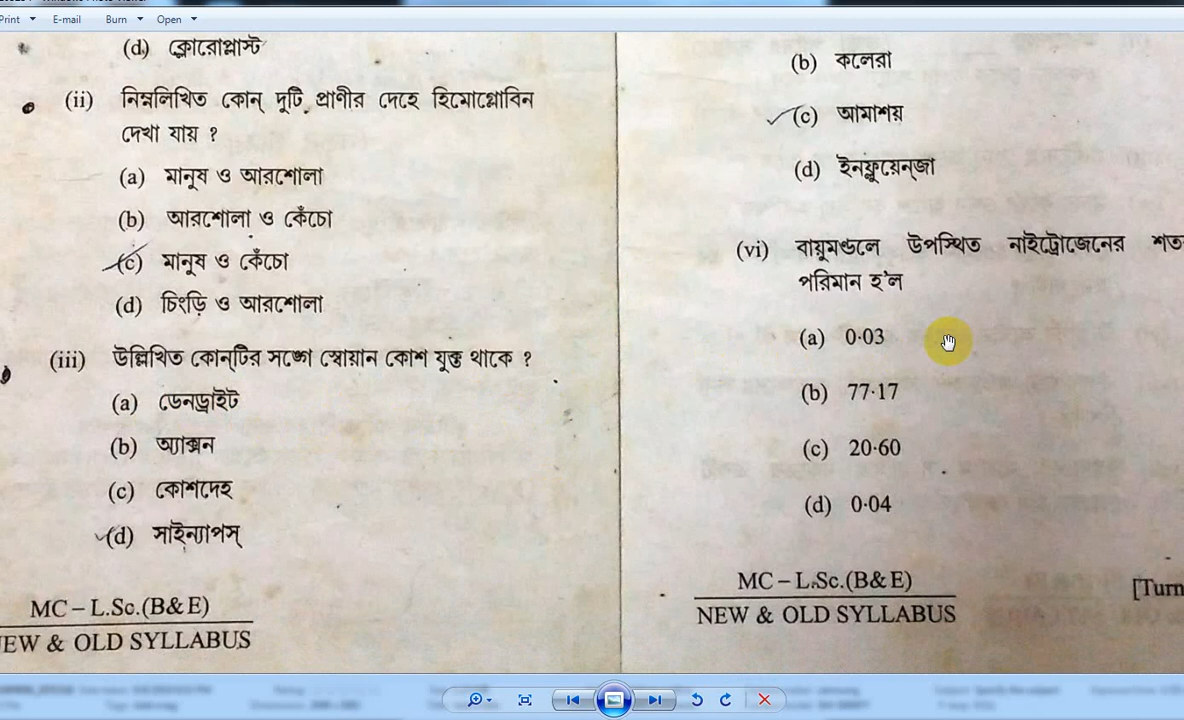 Print
E-mail
Burn
Open
(d) ক্লোরোপ্লাস্ট
(ii) নিম্নলিখিত কোন্ দুটি প্রাণীর দেহে হিমোগ্লোবিন
দেখা যায় ?
(a) মানুষ ও আরশোলা
(b) আরশোলা ও কেঁচো
(c) মানুষ ও কেঁচো
(d) চিংড়ি ও আরশোলা
(iii) উল্লিখিত কোন্‌টির সঙ্গে স্বোয়ান কোশ যুক্ত থাকে ?
(a) ডেনড্রাইট
(b) অ্যাক্সন
(c) কোশদেহ
(d) সাইন্যাপস্
MC – L.Sc.(B&E)
NEW & OLD SYLLABUS
(b) কলেরা
(c) আমাশয়
(d) ইনফ্লুয়েন্‌জা
(vi) বায়ুমণ্ডলে উপস্থিত নাইট্রোজেনের শত
পরিমান হ'ল
(a) 0·03
(b) 77·17
(c) 20·60
(d) 0·04
MC – L.Sc.(B&E)
NEW & OLD SYLLABUS
[Turn